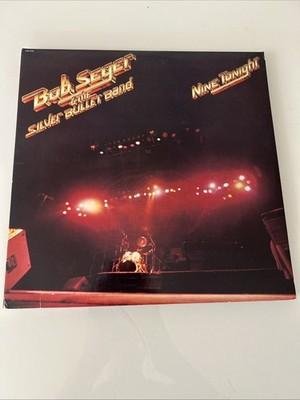 Bob Seger
& The
Silver Bullet Band
Nine Tonight